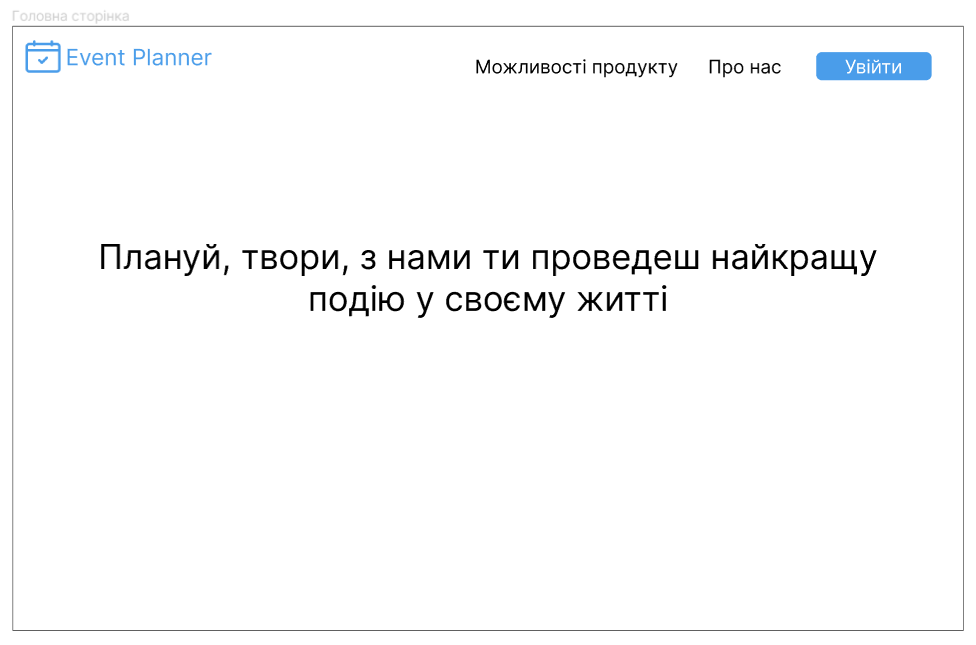 Головна сторінка
Event Planner
Можливості продукту Про нас Увійти
Плануй, твори, з нами ти проведеш найкращу
подію у своєму житті